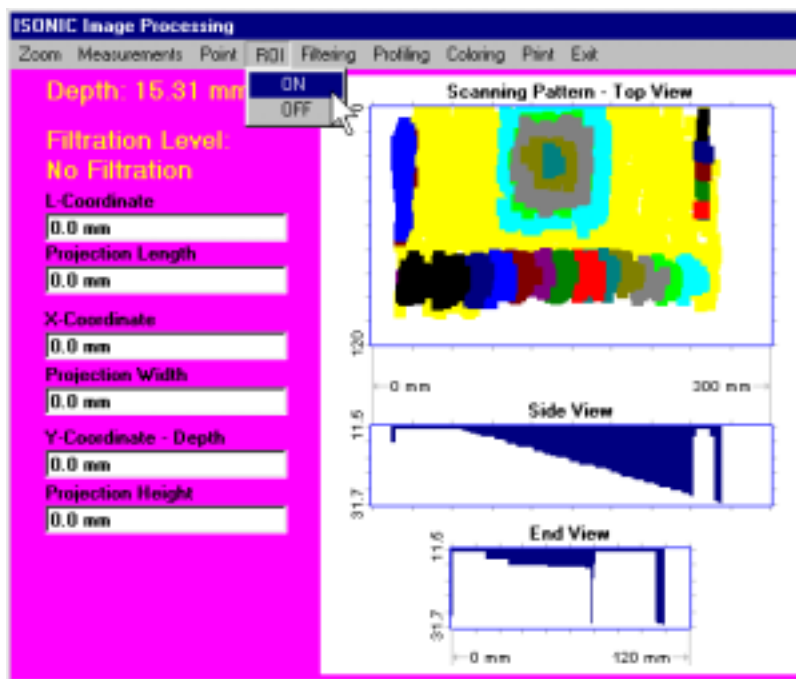 ISONIC Image Processing
Zoom Measurements Point ROI Filtering Profiling Coloring Print Exit
ON
OFF
Depth: 15.31 mm
Filtration Level:
No Filtration
L-Coordinate
0.0 mm
Projection Length
0.0 mm
X-Coordinate
0.0 mm
Projection Width
0.0 mm
Y-Coordinate - Depth
0.0 mm
Projection Height
0.0 mm
Scanning Pattern - Top View
0
120
0 mm 300 mm
Side View
11.5
31.7
End View
11.5
31.7
0 mm 120 mm